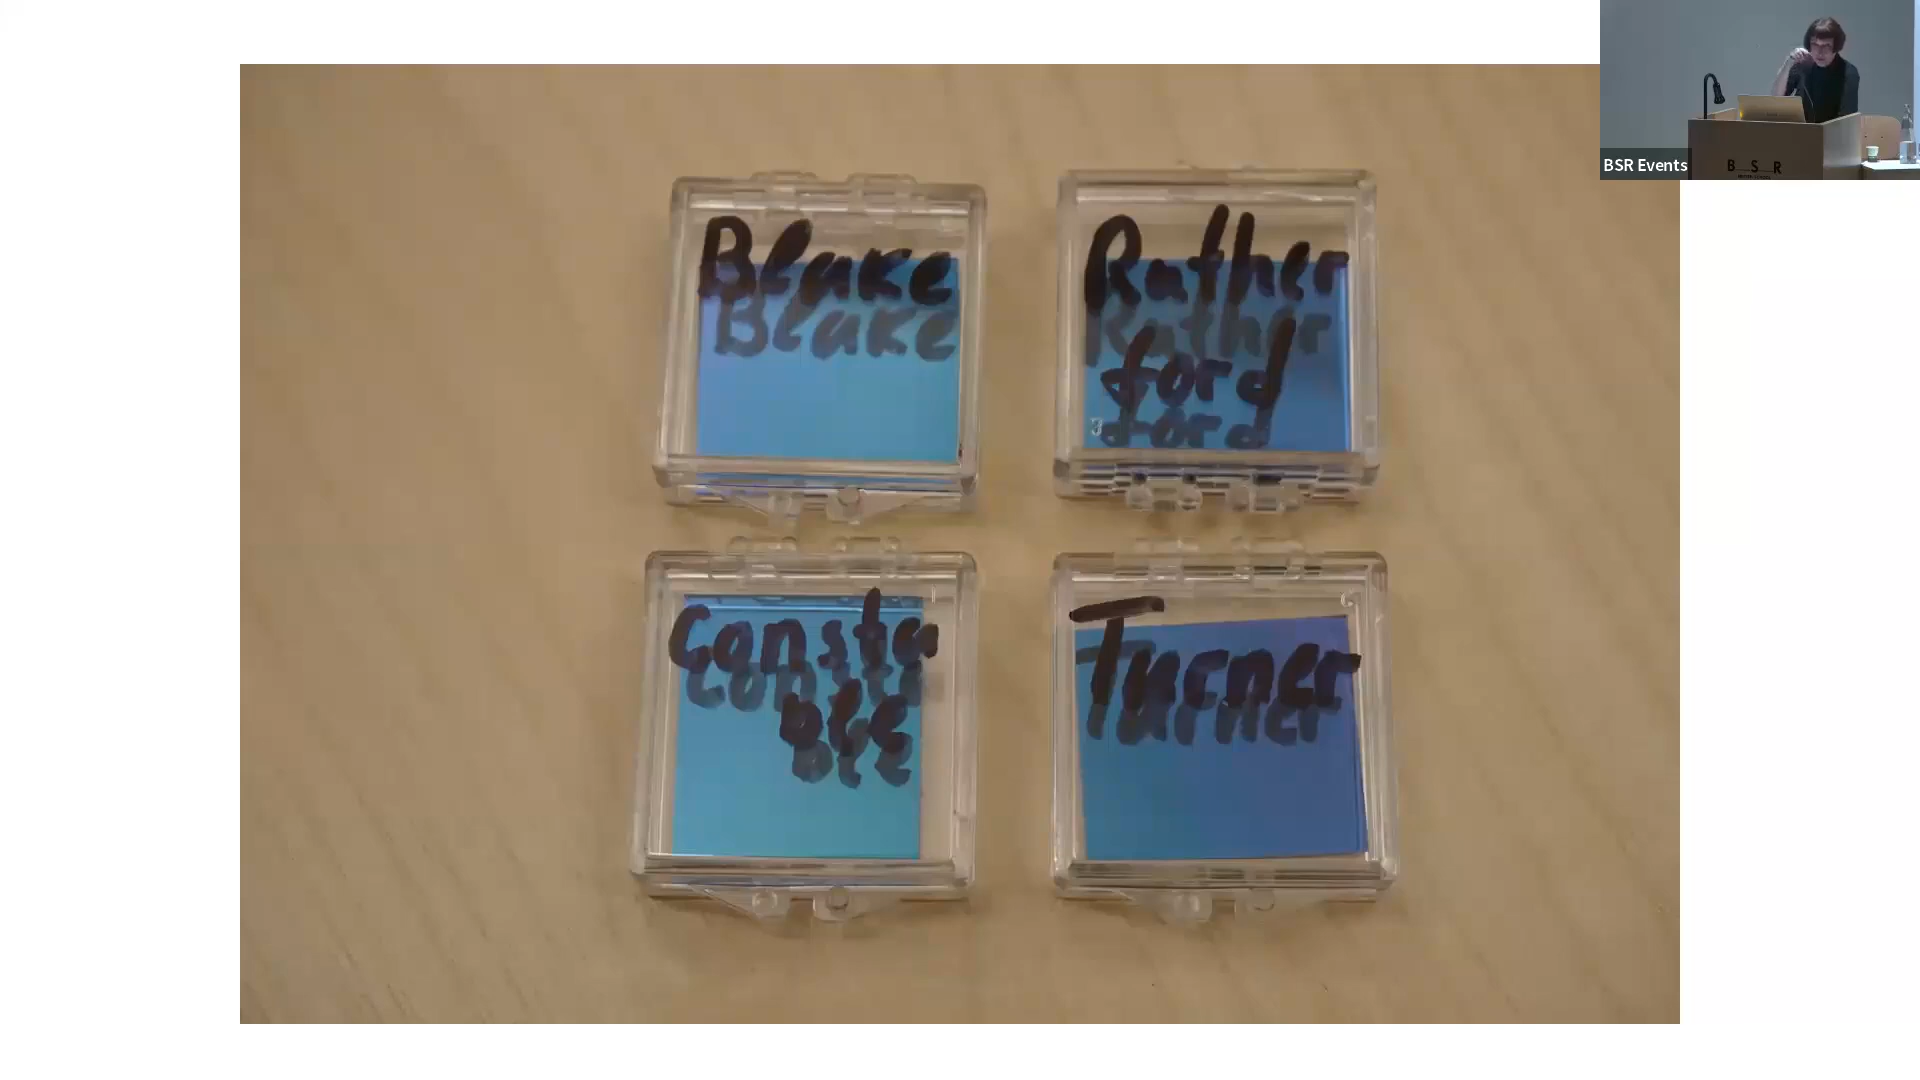 Blake
Rather
ford
Consta
ble
Turner
BSR Events
B S R